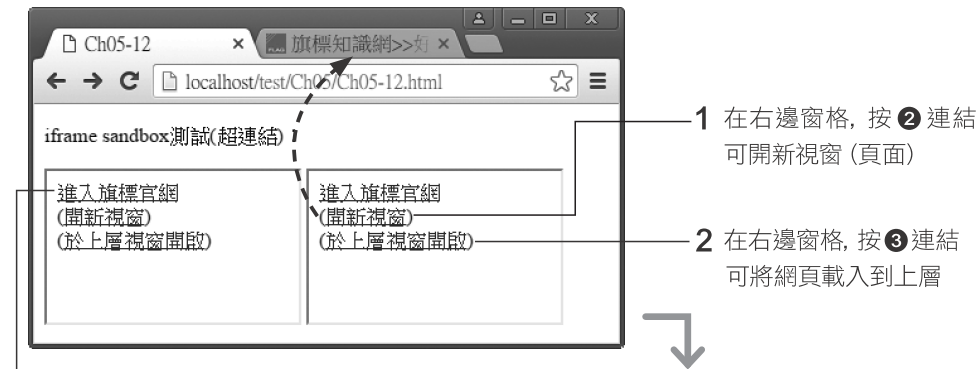 Ch05-12 × 旗標知識網>>好 ×
localhost/test/Ch05/Ch05-12.html
iframe sandbox測試(超連結)
進入旗標官網
(開新視窗)
(於上層視窗開啟)
進入旗標官網
(開新視窗)
(於上層視窗開啟)
1 在右邊窗格, 按 ❷ 連結
可開新視窗 (頁面)
2 在右邊窗格, 按 ❸ 連結
可將網頁載入到上層